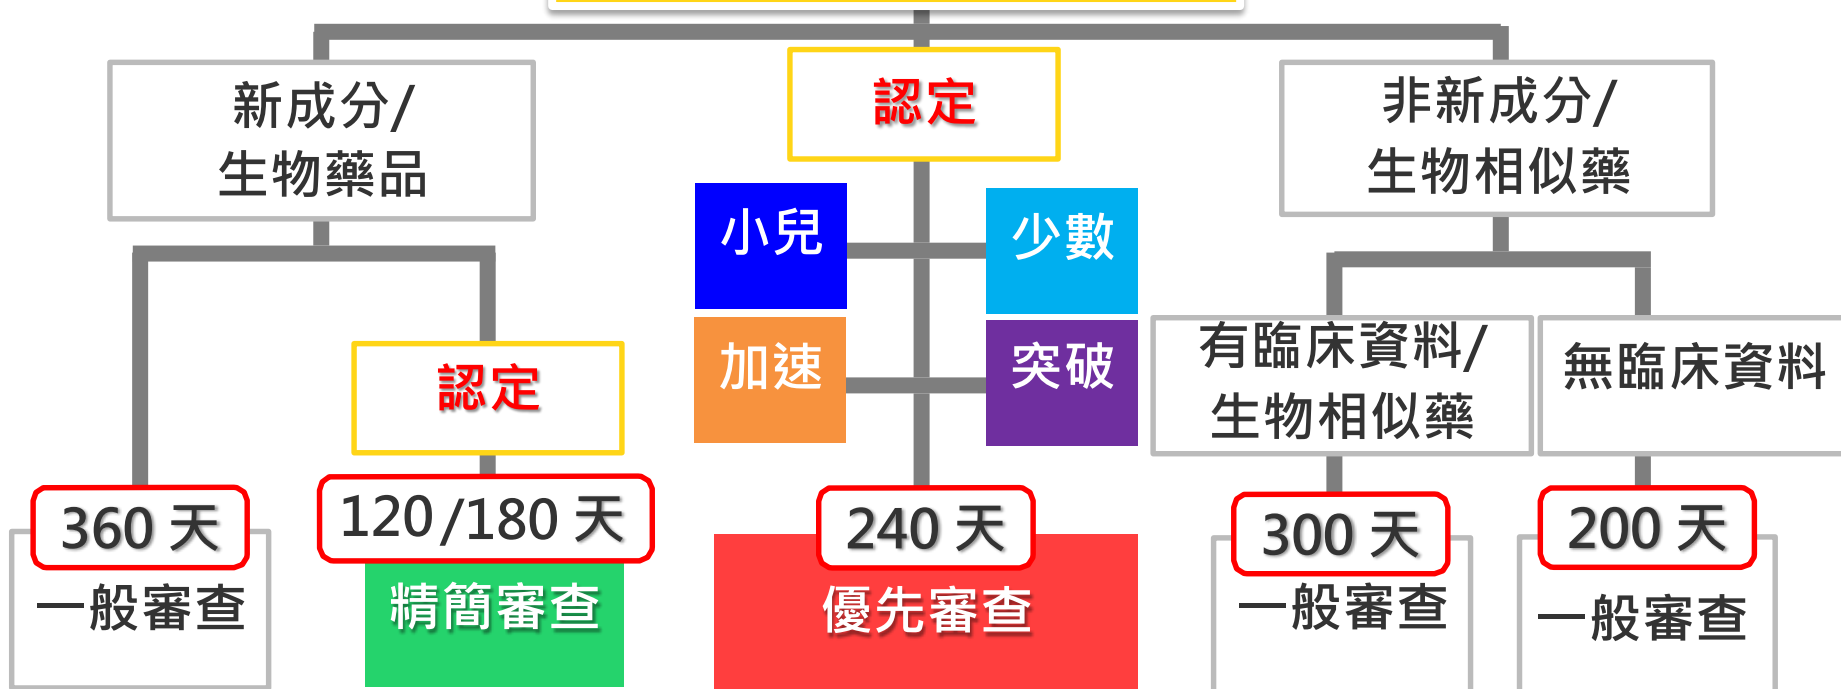 新成分/
生物藥品
認定
非新成分/
生物相似藥
小兒
少數
加速
突破
認定
有臨床資料/
生物相似藥
無臨床資料
360 天
一般審查
120/180 天
精簡審查
240 天
優先審查
300 天
一般審查
200 天
一般審查